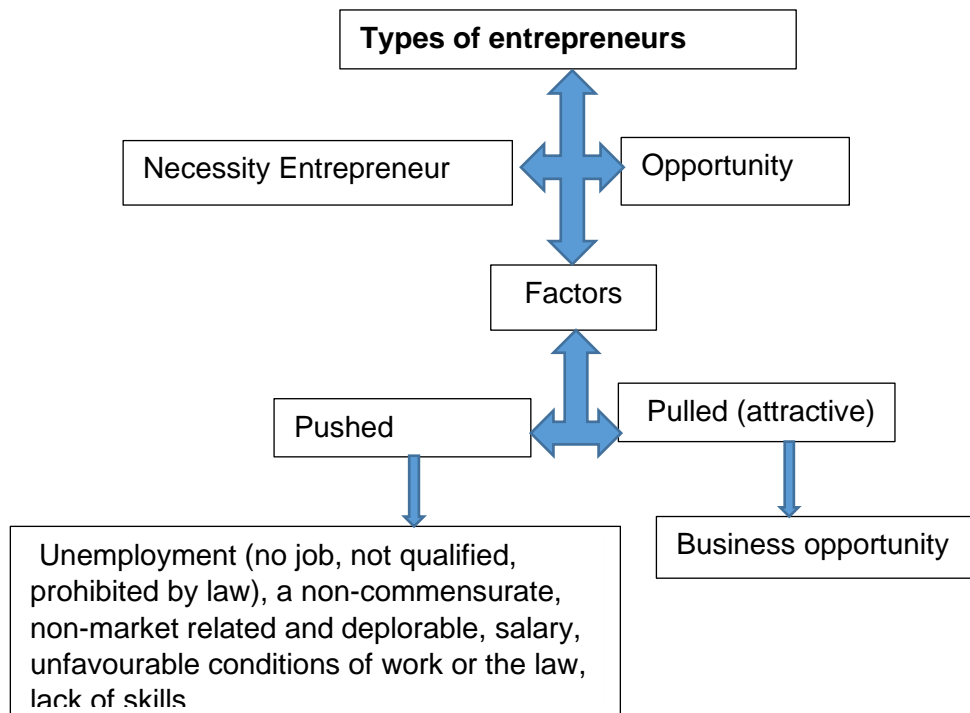 Types of entrepreneurs
Necessity Entrepreneur
Opportunity
Factors
Pushed
Pulled (attractive)
Unemployment (no job, not qualified,
prohibited by law), a non-commensurate,
non-market related and deplorable, salary,
unfavourable conditions of work or the law,
lack of skills
Business opportunity